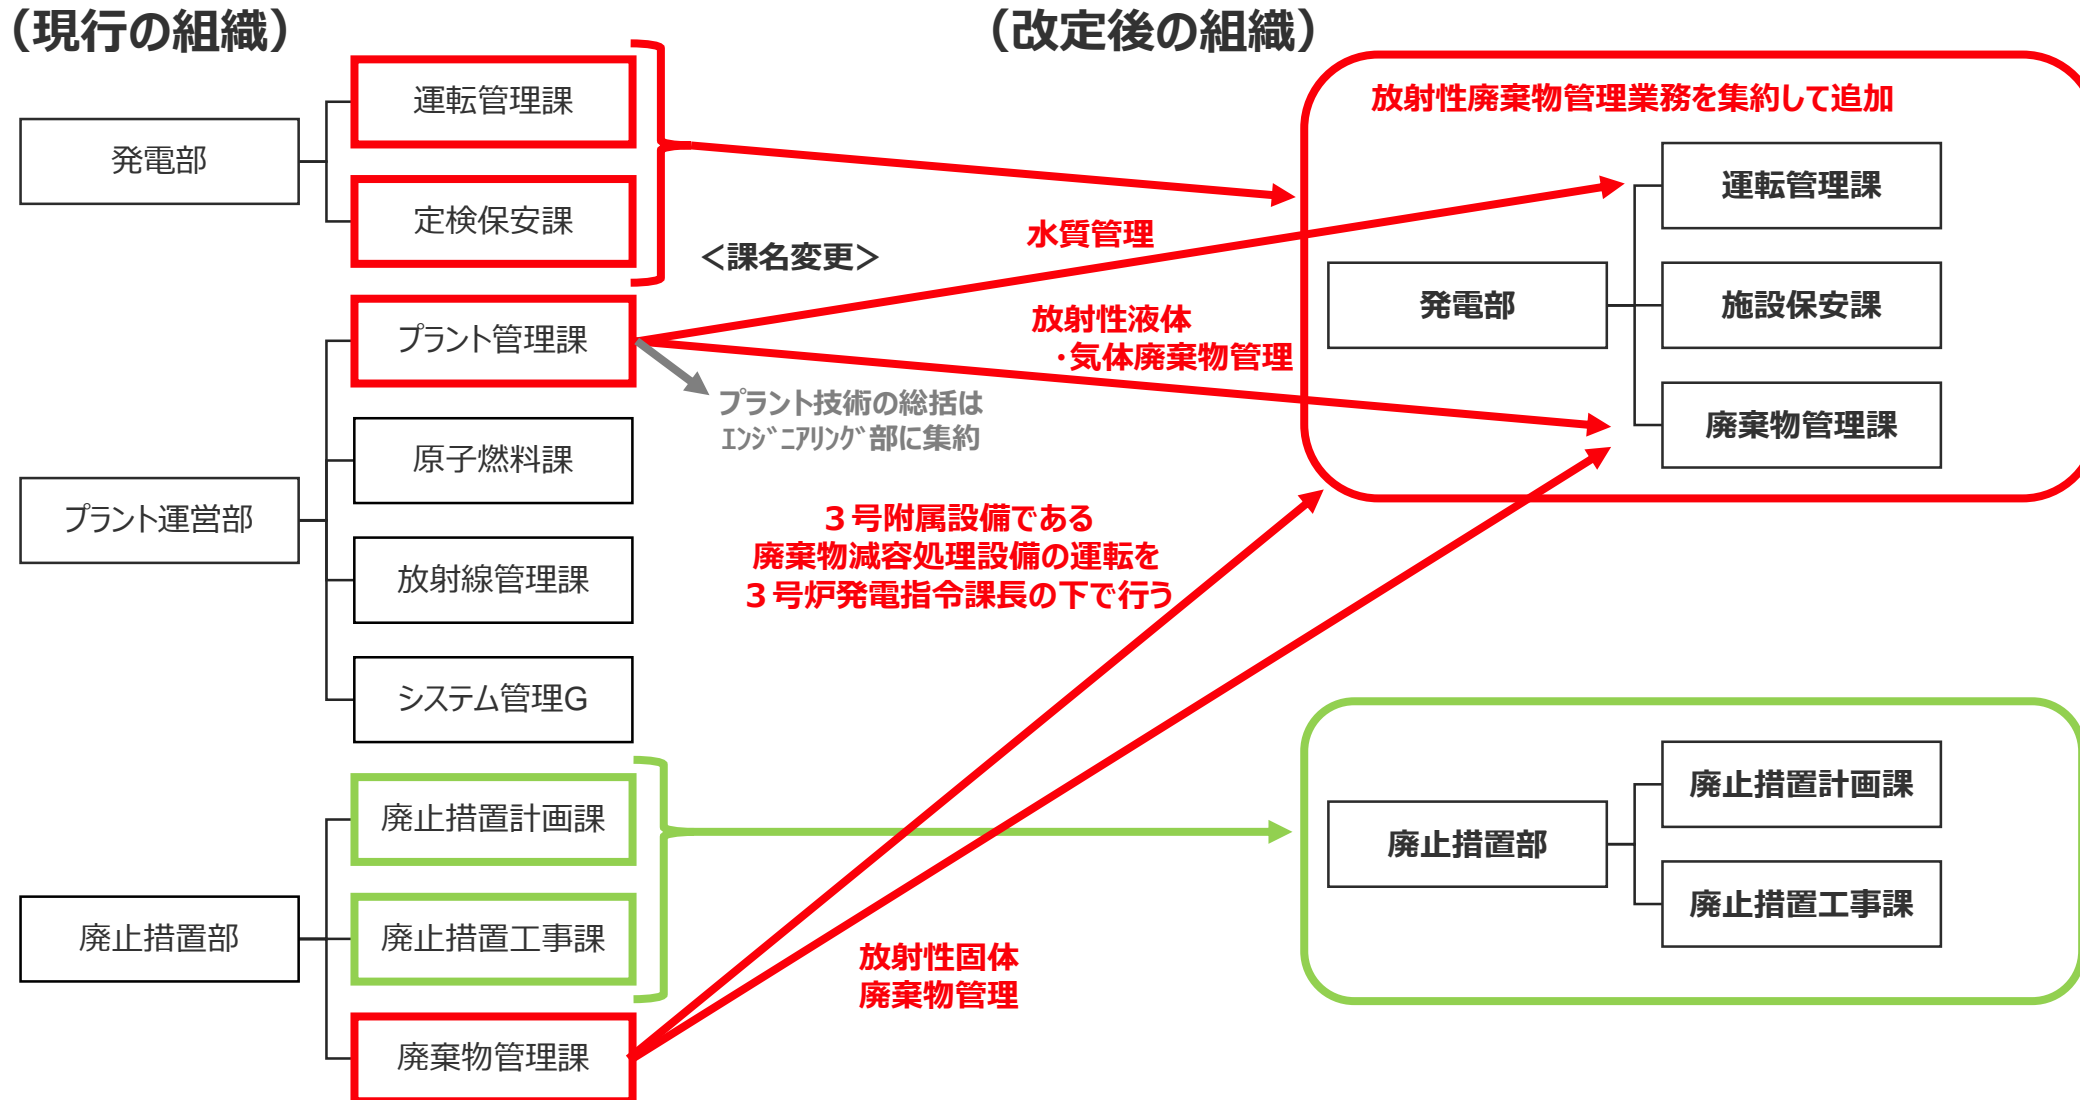 （現行の組織）
発電部
運転管理課
定検保安課
プラント運営部
プラント管理課
原子燃料課
放射線管理課
システム管理G
廃止措置部
廃止措置計画課
廃止措置工事課
廃棄物管理課
＜課名変更＞
水質管理
放射性液体
・気体廃棄物管理
プラント技術の総括は
ｴﾝｼﾞﾆｱﾘﾝｸﾞ部に集約
３号附属設備である
廃棄物減容処理設備の運転を
３号炉発電指令課長の下で行う
放射性固体
廃棄物管理
（改定後の組織）
放射性廃棄物管理業務を集約して追加
発電部
運転管理課
施設保安課
廃棄物管理課
廃止措置部
廃止措置計画課
廃止措置工事課